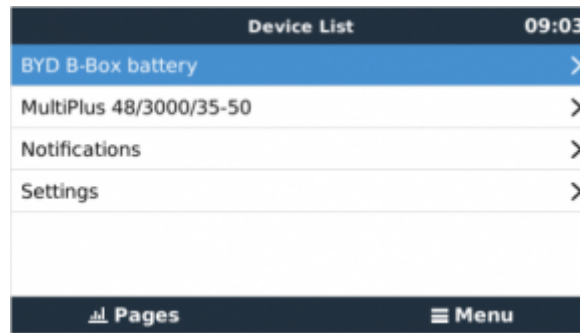 Device List 09:03
BYD B-Box battery
MultiPlus 48/3000/35-50
Notifications
Settings
Pages Menu